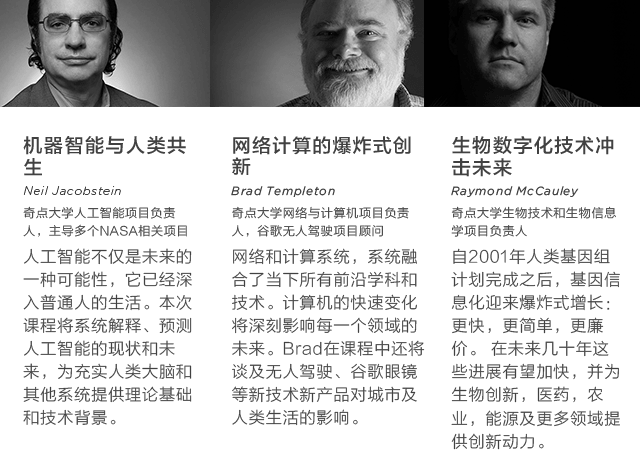 机器智能与人类共
生
Neil Jacobstein
奇点大学人工智能项目负责
人，主导多个NASA相关项目
人工智能不仅是未来的
一种可能性，它已经深
入普通人的生活。本次
课程将系统解释、预测
人工智能的现状和未
来，为充实人类大脑和
其他系统提供理论基础
和技术背景。
网络计算的爆炸式创
新
Brad Templeton
奇点大学网络与计算机项目负责
人，谷歌无人驾驶项目顾问
网络和计算系统，系统融
合了当下所有前沿学科和
技术。计算机的快速变化
将深刻影响每一个领域的
未来。Brad在课程中还将
谈及无人驾驶、谷歌眼镜
等新技术新产品对城市及
人类生活的影响。
生物数字化技术冲
击未来
Raymond McCauley
奇点大学生物技术和生物信息
学项目负责人
自2001年人类基因组
计划完成之后，基因信
息化迎来爆炸式增长：
更快，更简单，更廉
价。 在未来几十年这
些进展有望加快，并为
生物创新，医药，农
业，能源及更多领域提
供创新动力。